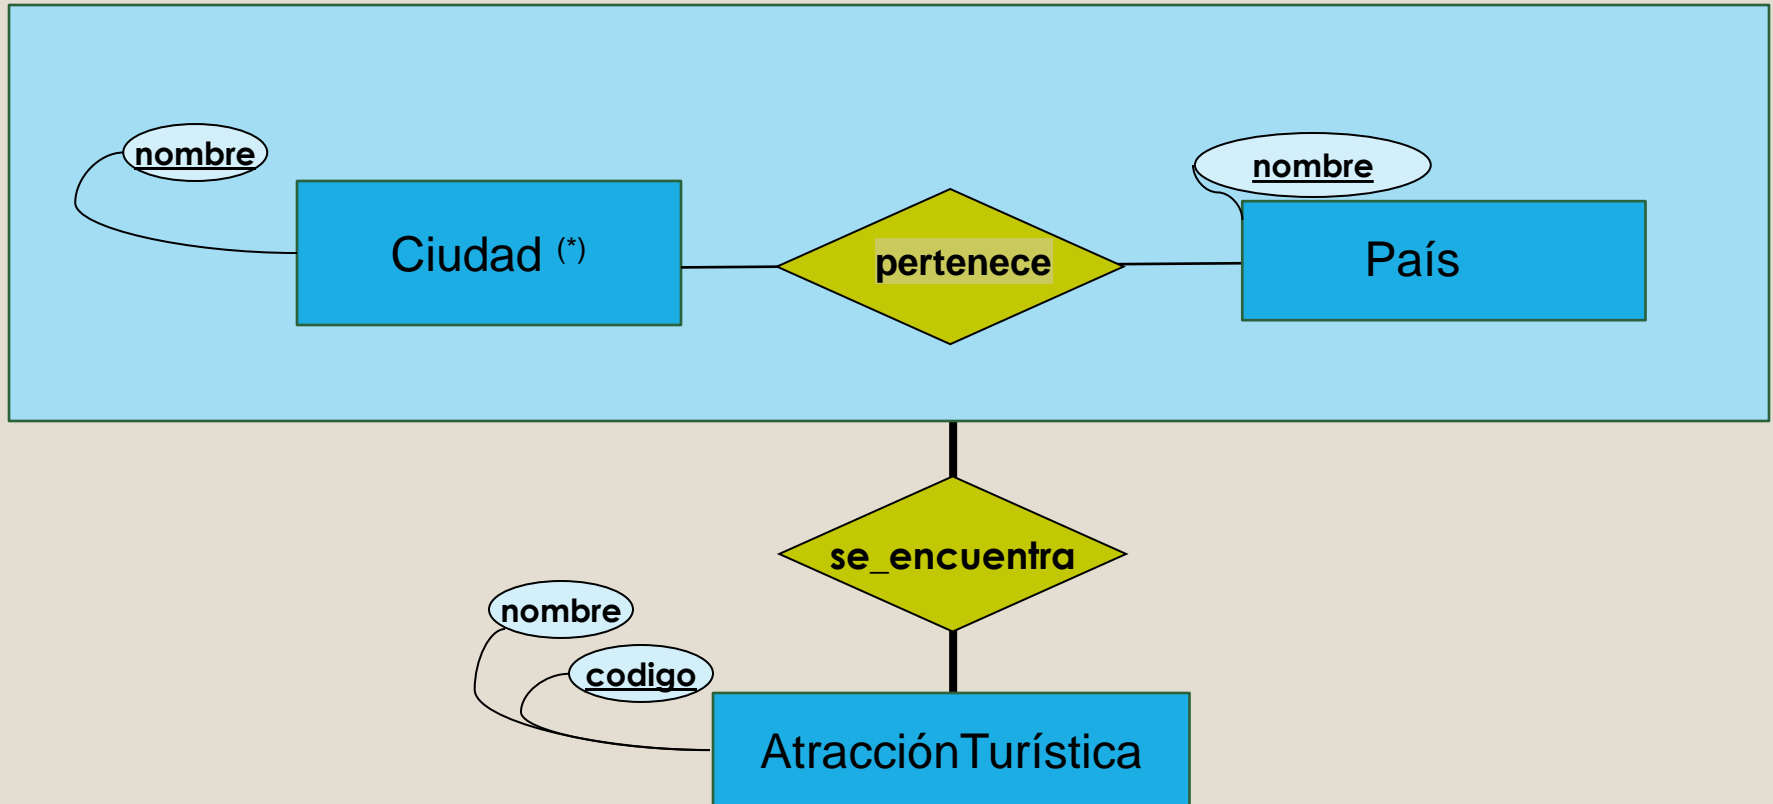 nombre
nombre
Ciudad (*)
pertenece
País
se_encuentra
nombre
codigo
AtracciónTurística